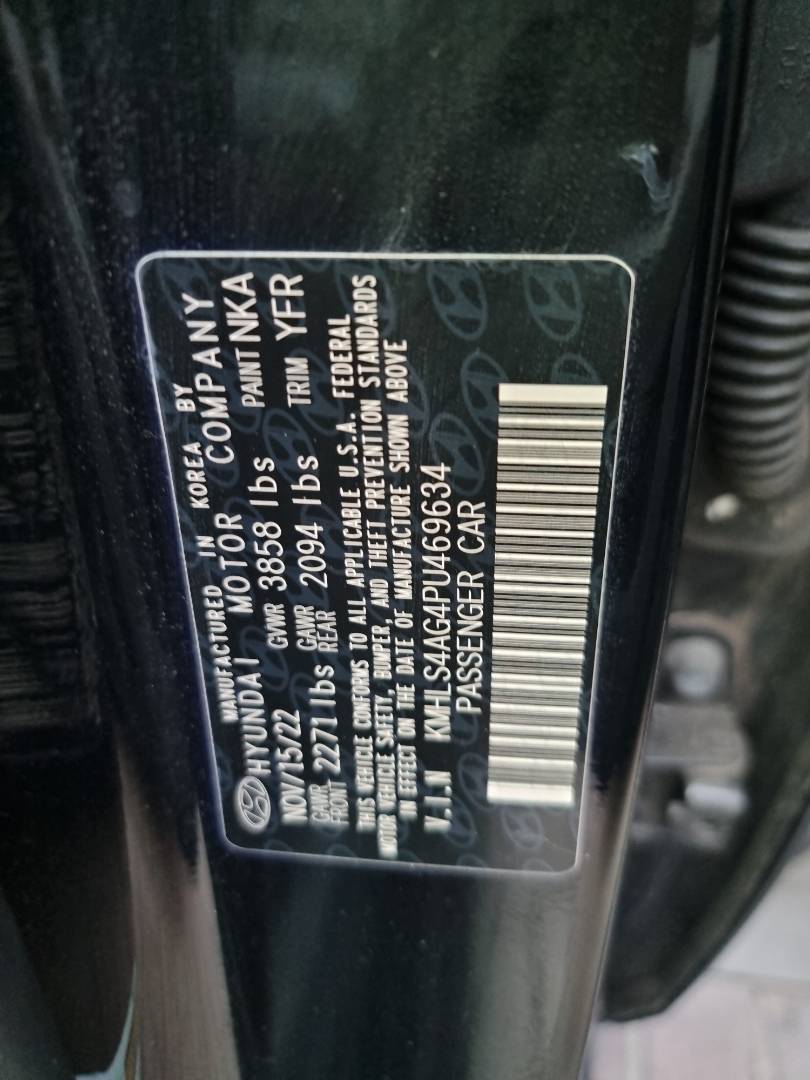 MANUFACTURED IN KOREA BY
HYUNDAI MOTOR COMPANY
NOV/15/22 GVWR 3858 lbs PAINT NKA
GAWR FRONT 2271 lbs GAWR REAR 2094 lbs TRIM YFR
THIS VEHICLE CONFORMS TO ALL APPLICABLE U.S.A. FEDERAL
MOTOR VEHICLE SAFETY, BUMPER, AND THEFT PREVENTION STANDARDS
IN EFFECT ON THE DATE OF MANUFACTURE SHOWN ABOVE
V.I.N KMHLS4AG4PU469634
PASSENGER CAR